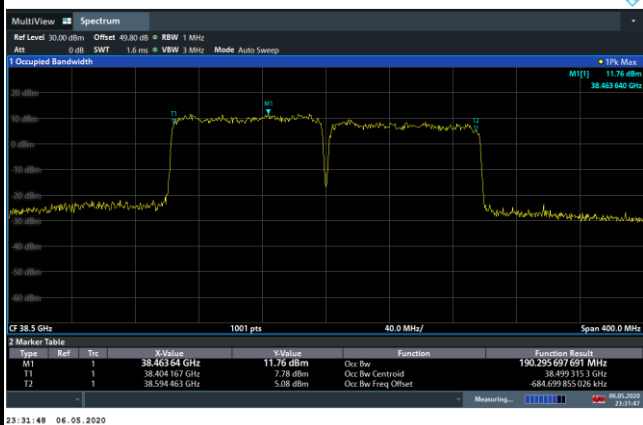 MultiView Spectrum
Ref Level 30.00 dBm Offset 49.80 dB RBW 1 MHz
Att 0 dB SWT 1.6 ms VBW 3 MHz Mode Auto Sweep
1 Occupied Bandwidth 1Pk Max
M1[1] 11.76 dBm
38.463 640 GHz
20 dBm
M1
T1
10 dBm
T2
0 dBm
-10 dBm
-20 dBm
-30 dBm
-40 dBm
-50 dBm
-60 dBm
CF 38.5 GHz 1001 pts 40.0 MHz/ Span 400.0 MHz
2 Marker Table
Type Ref Trc X-Value Y-Value Function Function Result
M1 1 38.463 64 GHz 11.76 dBm Occ Bw 190.295 697 691 MHz
T1 1 38.404 167 GHz 7.78 dBm Occ Bw Centroid 38.499 315 3 GHz
T2 1 38.594 463 GHz 5.08 dBm Occ Bw Freq Offset -684.699 855 026 kHz
Measuring... 06.05.2020
23:31:47
23:31:48 06.05.2020